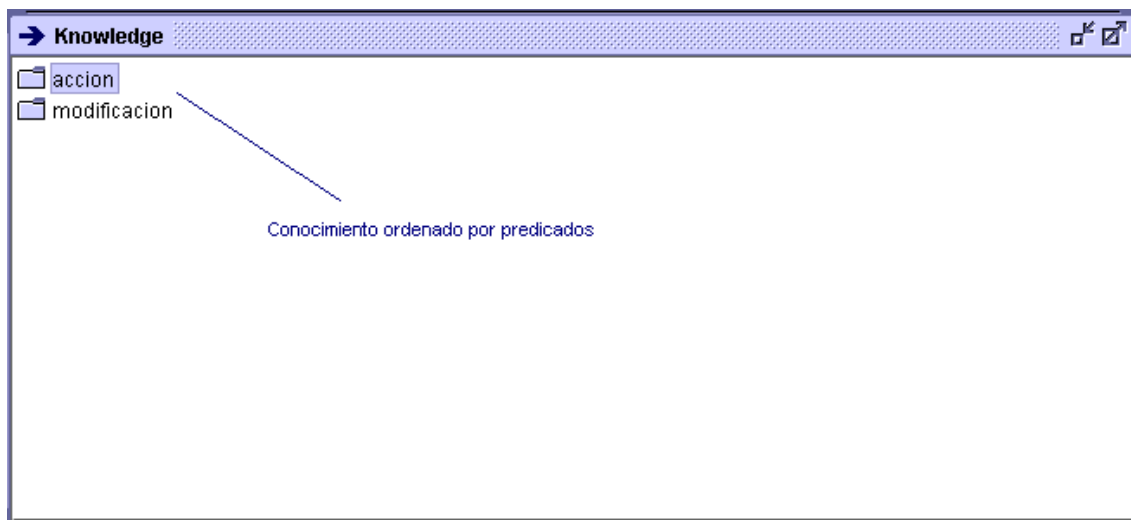 Knowledge
accion
modificacion
Conocimiento ordenado por predicados